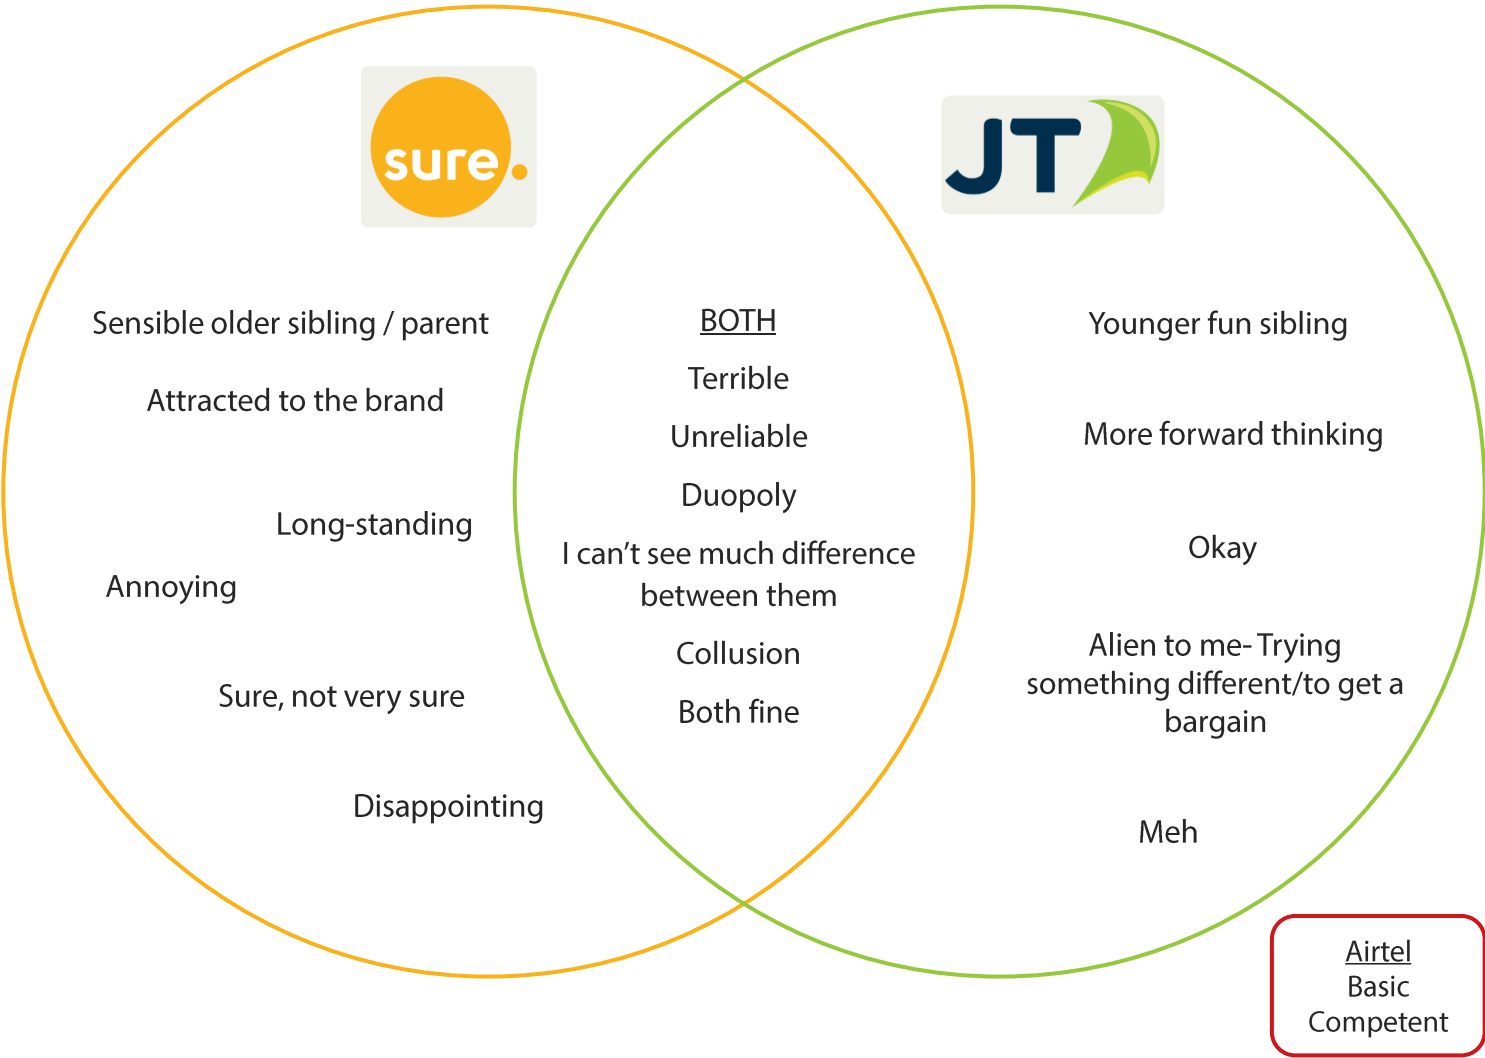 sure.
JT
Sensible older sibling / parent
Attracted to the brand
Long-standing
Annoying
Sure, not very sure
Disappointing
BOTH
Terrible
Unreliable
Duopoly
I can’t see much difference
between them
Collusion
Both fine
Younger fun sibling
More forward thinking
Okay
Alien to me- Trying
something different/to get a
bargain
Meh
Airtel
Basic
Competent